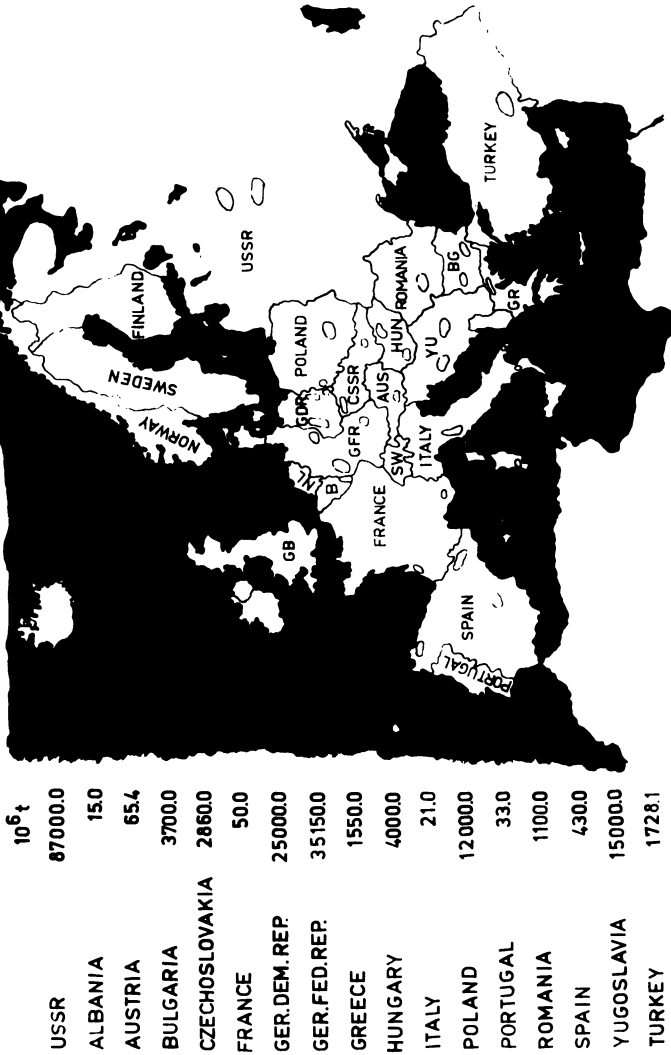 10⁶ t
USSR 87000.0
ALBANIA 15.0
AUSTRIA 65.4
BULGARIA 3700.0
CZECHOSLOVAKIA 2860.0
FRANCE 50.0
GER.DEM.REP. 25000.0
GER.FED.REP. 35150.0
GREECE 1550.0
HUNGARY 4000.0
ITALY 21.0
POLAND 12000.0
PORTUGAL 33.0
ROMANIA 1100.0
SPAIN 430.0
YUGOSLAVIA 15000.0
TURKEY 1728.1
NORWAY
SWEDEN
FINLAND
USSR
GB
NL
B
GDR
POLAND
GFR
CSSR
FRANCE
SW
AUS
HUN
ROMANIA
ITALY
YU
BG
PORTUGAL
SPAIN
GR
TURKEY